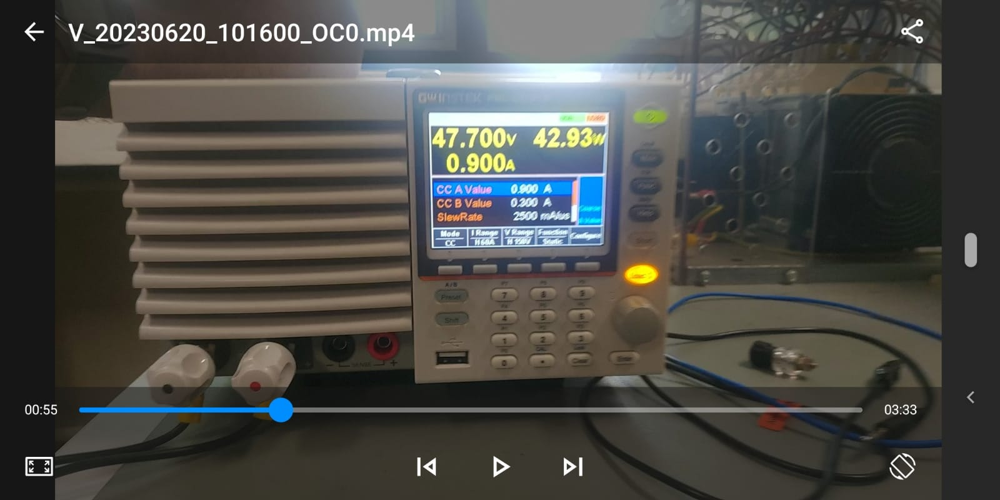 V_20230620_101600_OC0.mp4
GWINSTEK
47.700V 42.93W
0.900A
CC A Value 0.900 A
CC B Value 0.300 A
SlewRate 2500 mA/us
Mode I Range V Range Function Configure
CC H 60A H 150V Static
A/B
Preset 7 8 9
Shift 4 5 6
1 2 3
0 • Clear Enter
- SENSE +
00:55 03:33